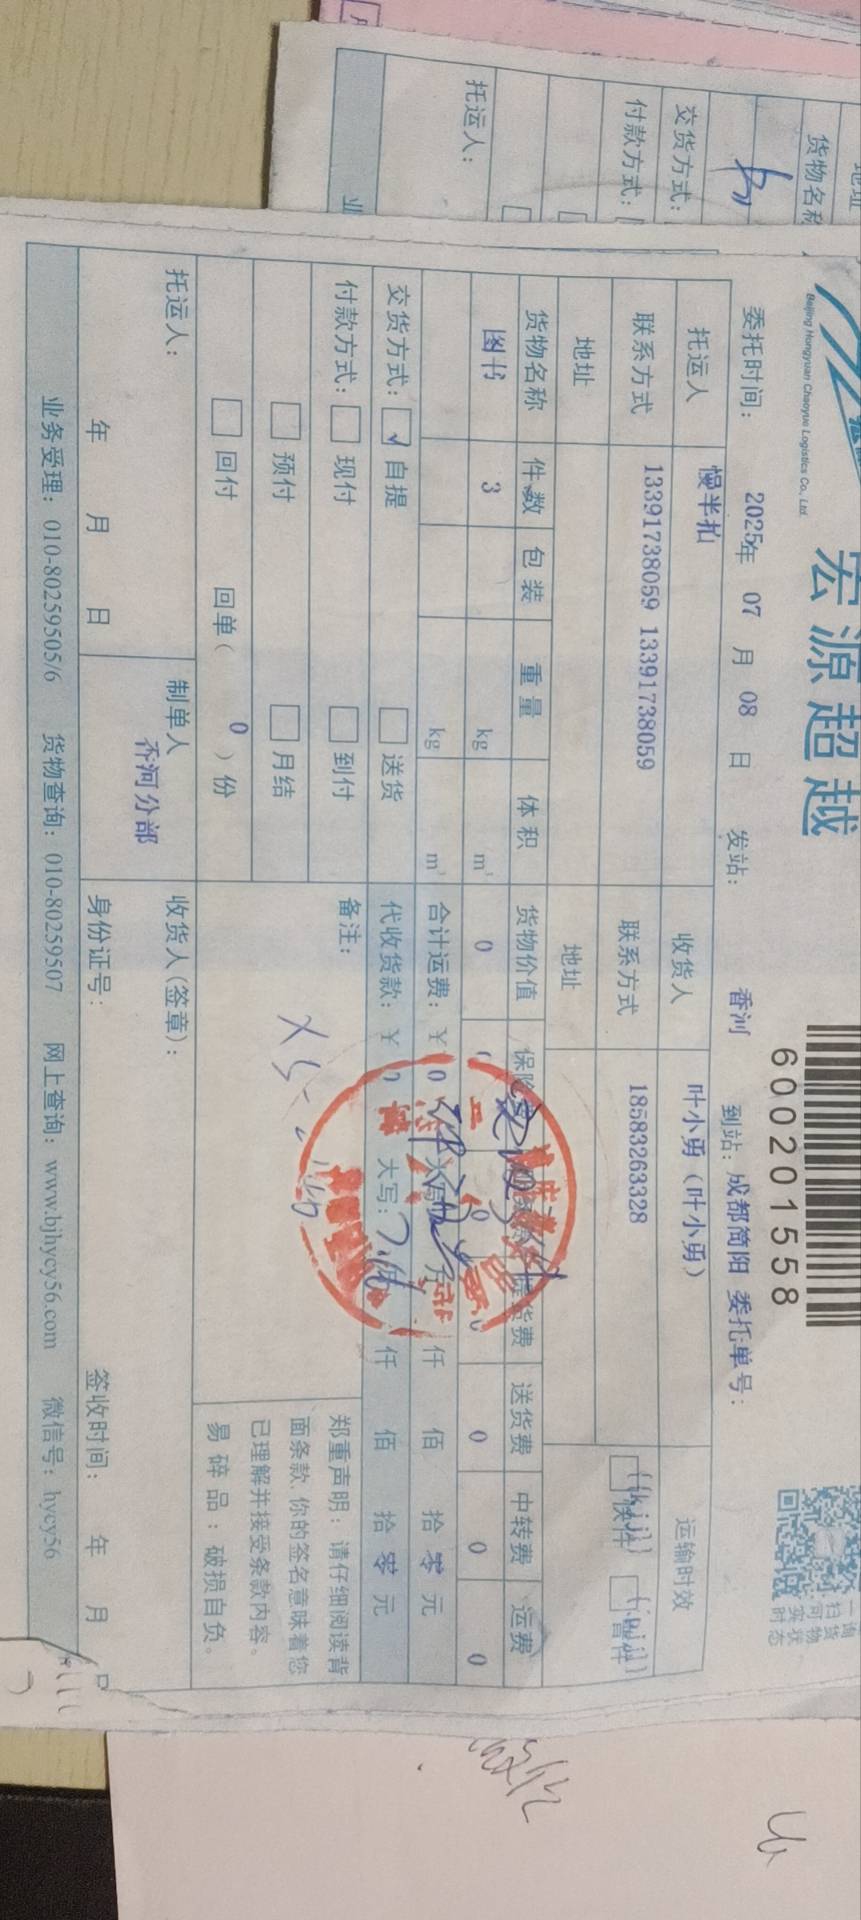 宏源超越
Beijing Hongyuan Chaoyue Logistics Co., Ltd.
600201558
委托时间： 2025年 07 月 08 日 发站： 香河 到站：成都简阳 委托单号：
托运人 慢半拍 收货人 叶小勇（叶小勇） 运输时效
联系方式 13391738059 13391738059 联系方式 18583263328
地址 地址
货物名称 件数 包装 重量 体积 货物价值 送货费 中转费 运费
图书 3 kg m³ 0 0 0 0
kg m³
交货方式： ☑ 自提 □ 送货
合计运费：￥ 0 仟 佰 拾 零 元
付款方式： □ 现付 □ 到付
代收货款：￥ 0 大写： 仟 佰 拾 零 元
□ 预付 □ 月结
□ 回付 回单（ 0 ）份
备注：
郑重声明：请仔细阅读背
面条款，你的签名意味着您
已理解并接受条款内容。
易碎品：破损自负。
托运人： 制单人 收货人(签章)：
香河分部
年 月 日 身份证号： 签收时间： 年 月
业务受理：010-80259505/6 货物查询：010-80259507 网上查询：www.bjhycy56.com 微信号：hycy56
货物名称
交货方式：
付款方式：
托运人：